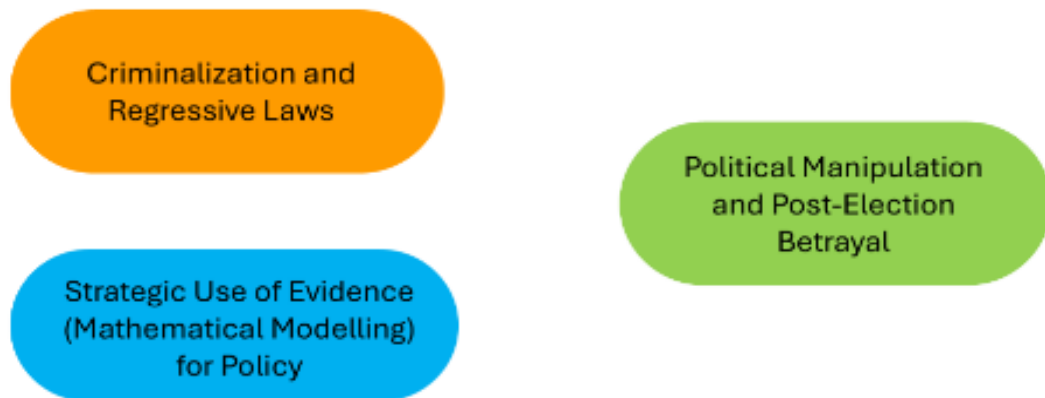 Criminalization and
Regressive Laws
Political Manipulation
and Post-Election
Betrayal
Strategic Use of Evidence
(Mathematical Modelling)
for Policy